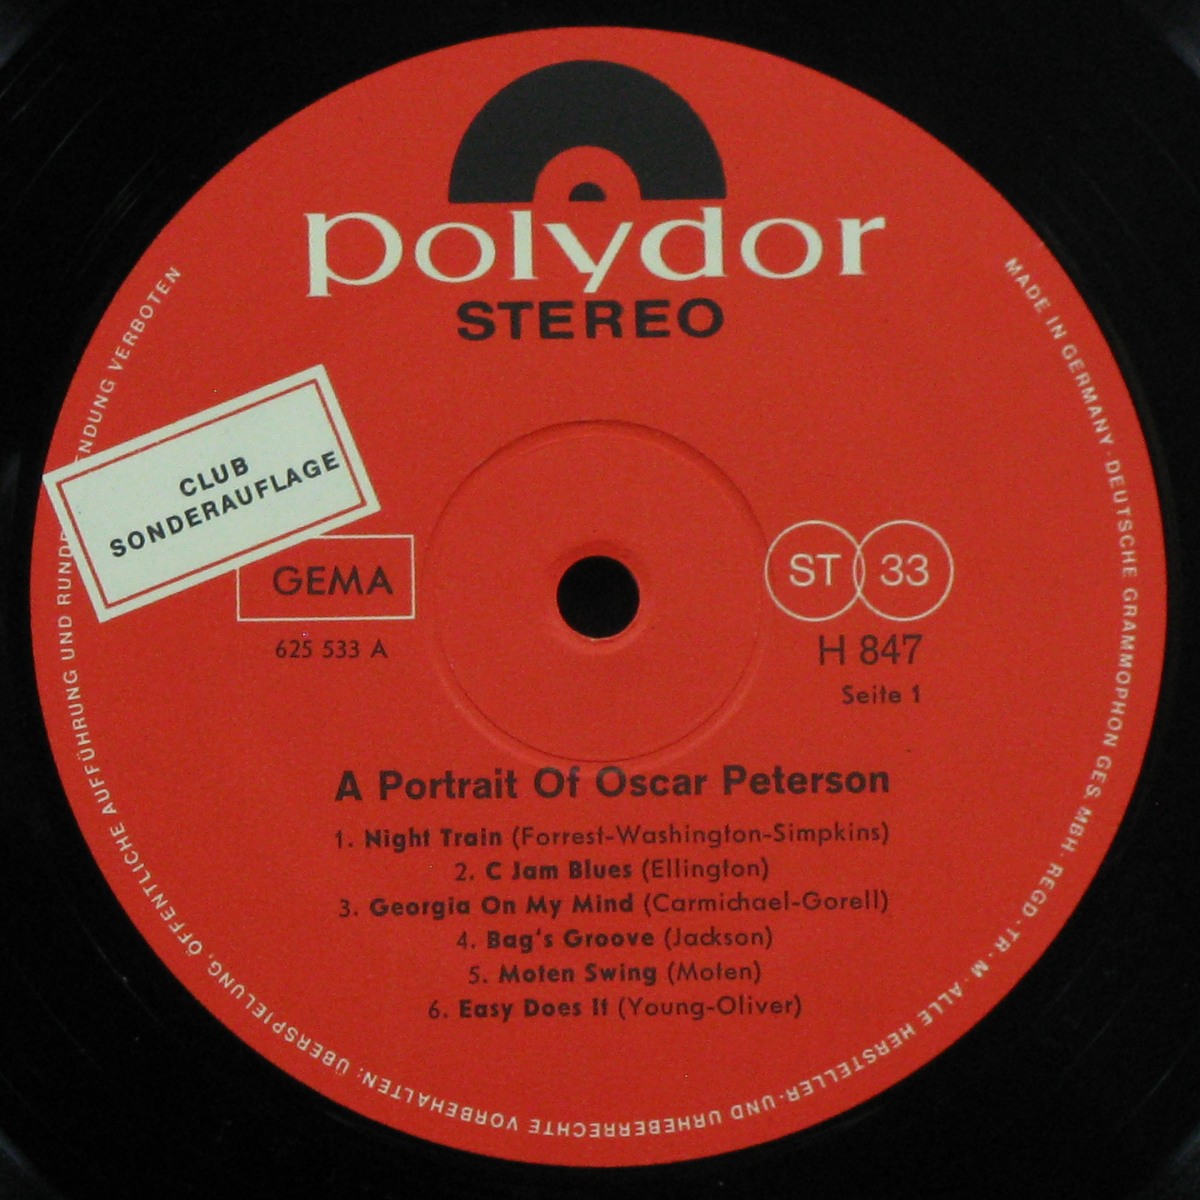 polydor
STEREO
CLUB
SONDERAUFLAGE
GEMA
625 533 A
ST 33
H 847
Seite 1
A Portrait Of Oscar Peterson
1. Night Train (Forrest-Washington-Simpkins)
2. C Jam Blues (Ellington)
3. Georgia On My Mind (Carmichael-Gorell)
4. Bag's Groove (Jackson)
5. Moten Swing (Moten)
6. Easy Does It (Young-Oliver)
MADE IN GERMANY · DEUTSCHE GRAMMOPHON GES. MBH · REGD · TR · M · ALLE HERSTELLER- UND URHEBERRECHTE VORBEHALTEN: ÜBERSPIELUNG, ÖFFENTLICHE AUFFÜHRUNG UND RUNDF NDUNG VERBOTEN